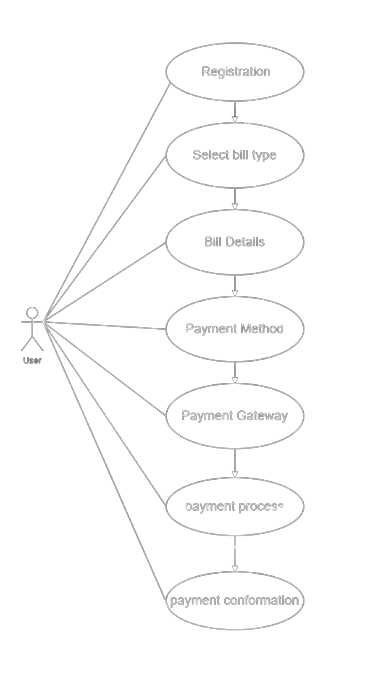 Registration
Select bill type
Bill Details
Payment Method
User
Payment Gateway
payment process
payment conformation